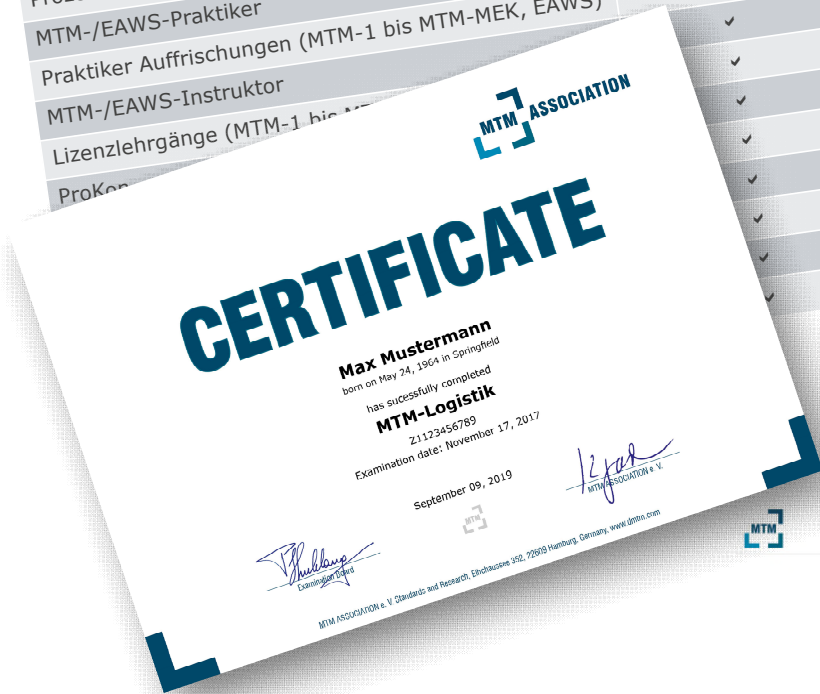 MTM-/EAWS-Praktiker
Praktiker Auffrischungen (MTM-1 bis MTM-MEK, EAWS)
MTM-/EAWS-Instruktor
Lizenzlehrgänge (MTM-1 bis
MTM ASSOCIATION
CERTIFICATE
Max Mustermann
born on May 24, 1964 in Springfield
has sucessfully completed
MTM-Logistik
Z1123456789
Examination date: November 17, 2017
September 09, 2019
MTM
MTM ASSOCIATION e. V.
Examination Board
MTM ASSOCIATION e. V. Standards and Research, Elbchaussee 352, 22609 Hamburg, Germany, www.dmtm.com
MTM